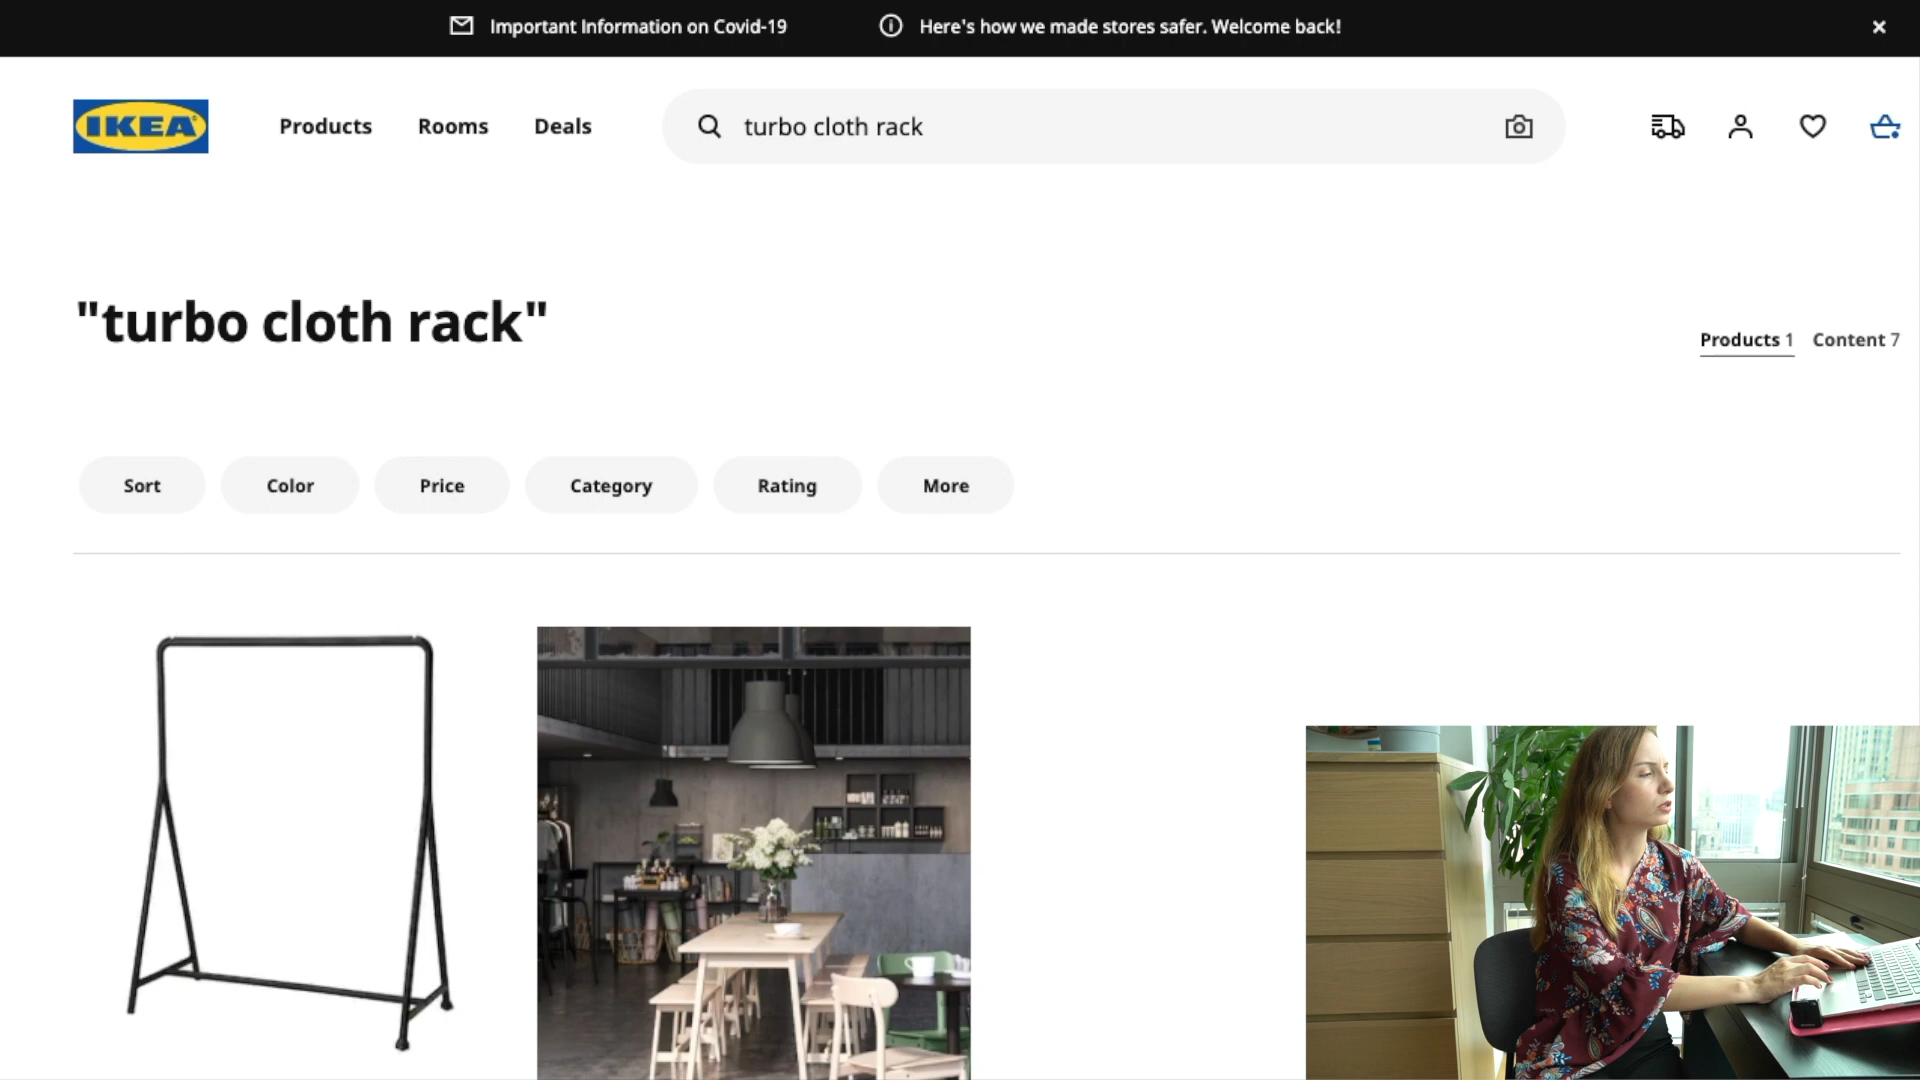 Important Information on Covid-19
Here's how we made stores safer. Welcome back!
IKEA
Products
Rooms
Deals
turbo cloth rack
"turbo cloth rack"
Products 1
Content 7
Sort
Color
Price
Category
Rating
More